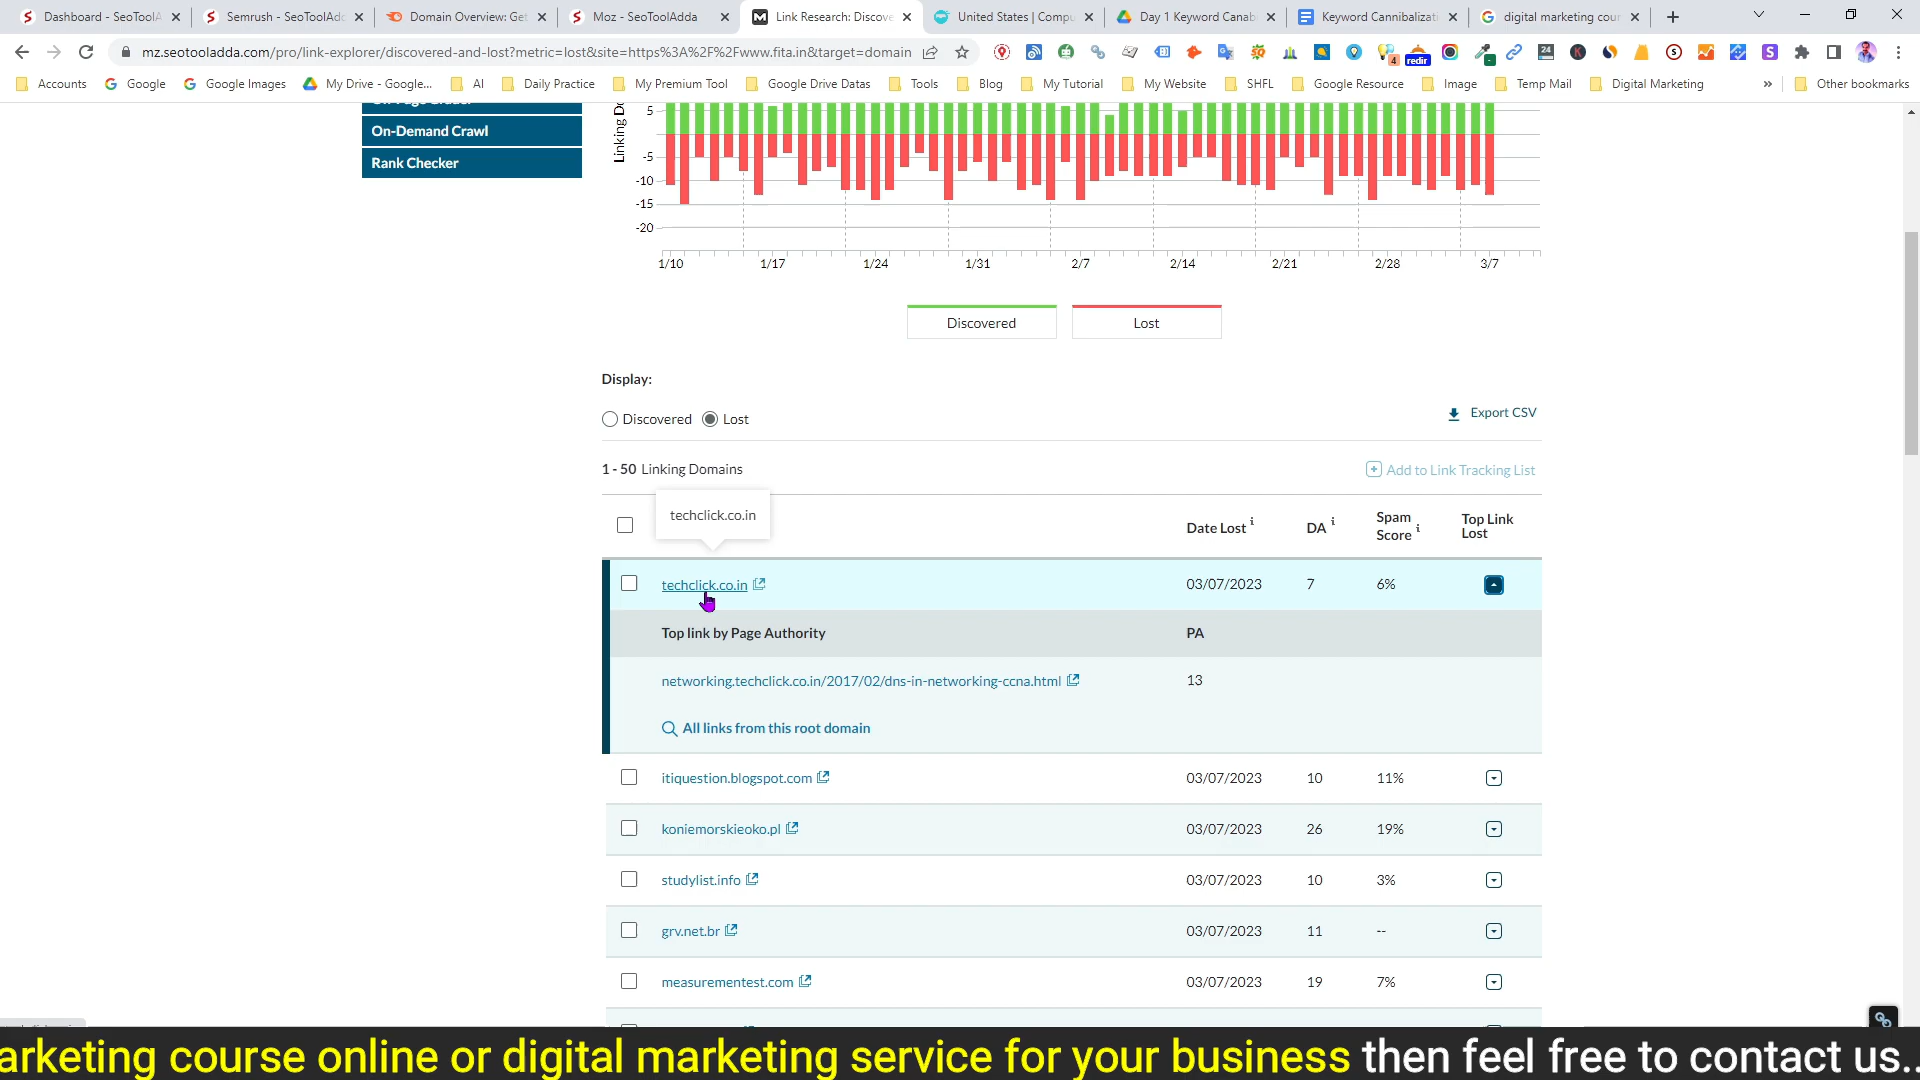 Dashboard - SeoToolA
Semrush - SeoToolAdd
Domain Overview: Get
Moz - SeoToolAdda
Link Research: Discove
United States | Compu
Day 1 Keyword Canab
Keyword Cannibalizati
digital marketing cour
mz.seotooladda.com/pro/link-explorer/discovered-and-lost?metric=lost&site=https%3A%2F%2Fwww.fita.in&target=domain
4
redir
24
Accounts
Google
Google Images
My Drive - Google...
AI
Daily Practice
My Premium Tool
Google Drive Datas
Tools
Blog
My Tutorial
My Website
SHFL
Google Resource
Image
Temp Mail
Digital Marketing
»
Other bookmarks
On-Demand Crawl
Rank Checker
Linking Do
5
-5
-10
-15
-20
1/10 1/17 1/24 1/31 2/7 2/14 2/21 2/28 3/7
Discovered
Lost
Display:
Discovered
Lost
Export CSV
1 - 50 Linking Domains
Add to Link Tracking List
techclick.co.in
Date Lost i
DA i
Spam Score i
Top Link Lost
techclick.co.in 03/07/2023 7 6%
Top link by Page Authority PA
networking.techclick.co.in/2017/02/dns-in-networking-ccna.html 13
All links from this root domain
itiquestion.blogspot.com 03/07/2023 10 11%
koniemorskieoko.pl 03/07/2023 26 19%
studylist.info 03/07/2023 10 3%
grv.net.br 03/07/2023 11 --
measurementest.com 03/07/2023 19 7%
arketing course online or digital marketing service for your business then feel free to contact us..